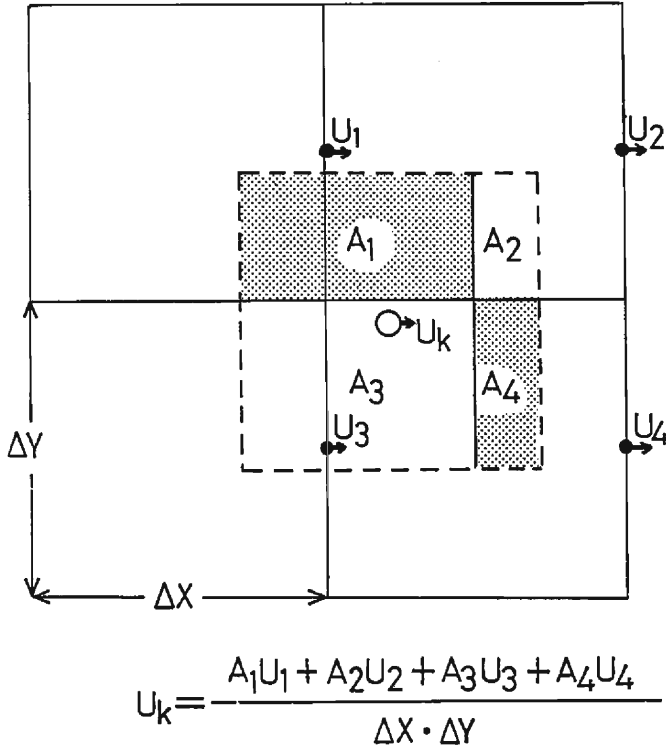 U1 U2
A1 A2
Uk
A3 A4
U3 U4
ΔY
ΔX
Uk = A1U1 + A2U2 + A3U3 + A4U4
ΔX · ΔY